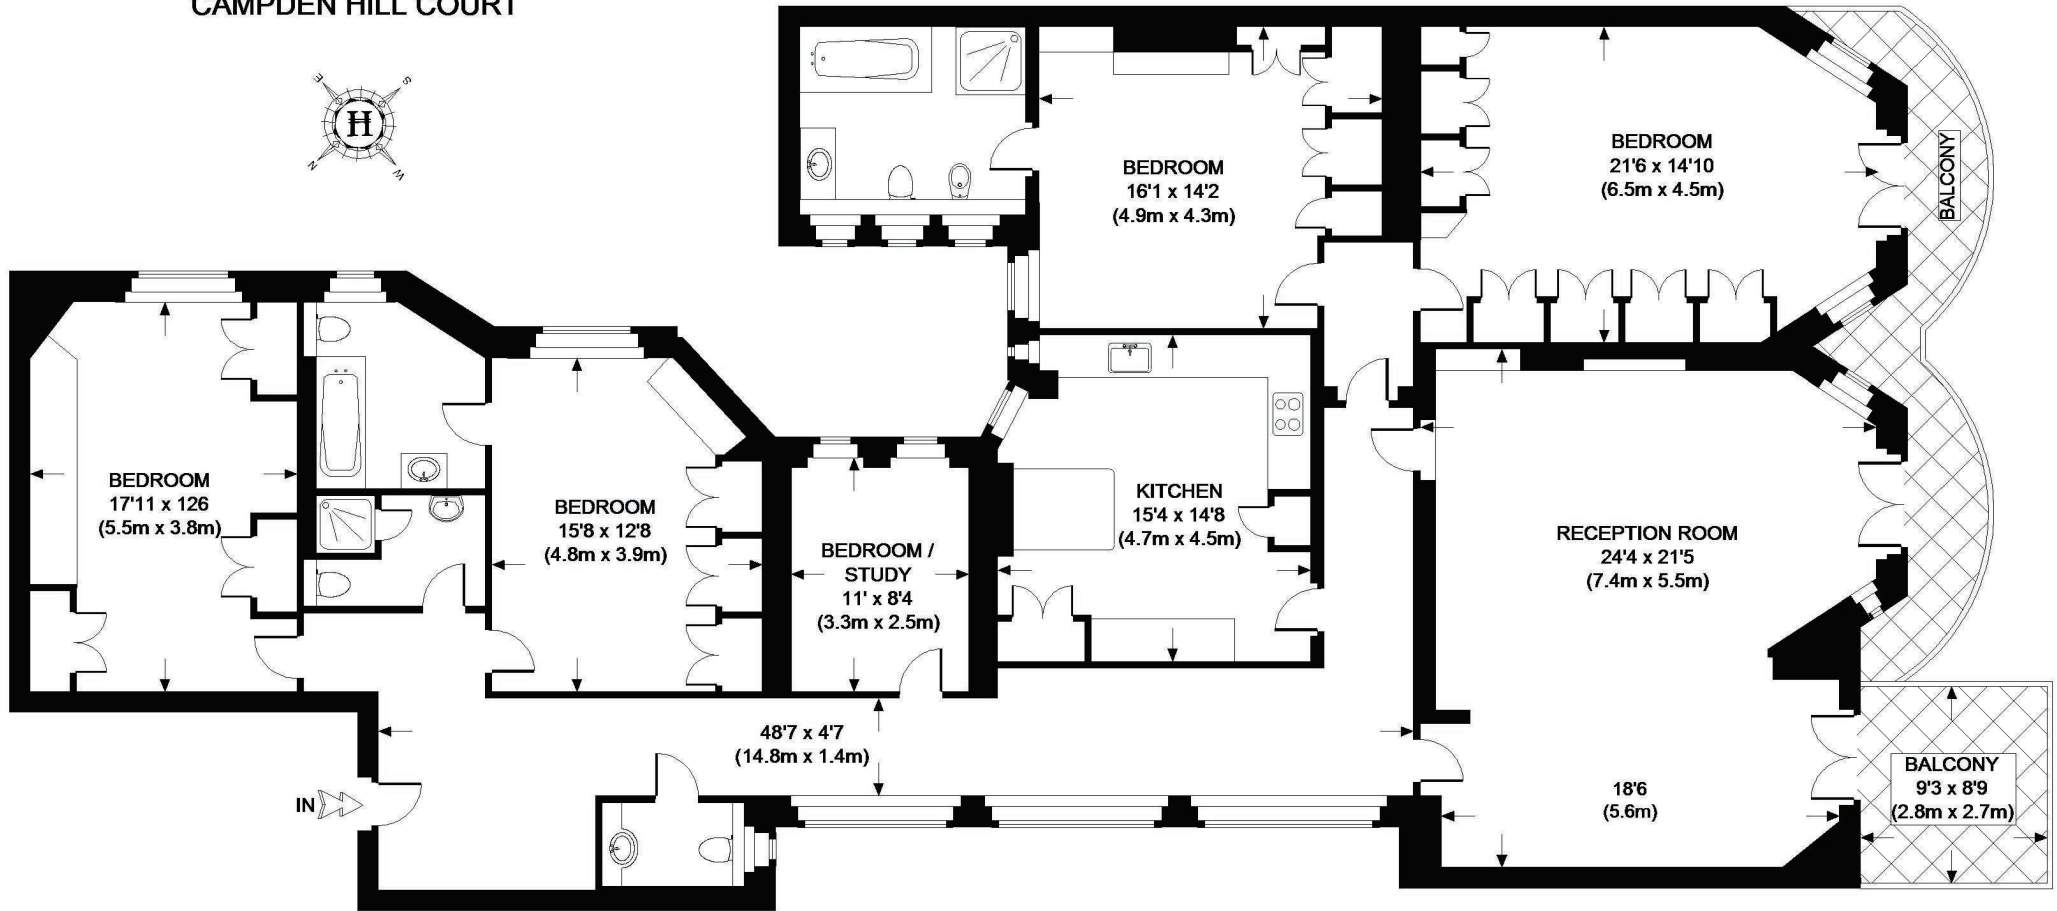 CAMPDEN HILL COURT
E
S
H
N
W
BEDROOM
16'1 x 14'2
(4.9m x 4.3m)
BEDROOM
21'6 x 14'10
(6.5m x 4.5m)
BALCONY
BEDROOM
17'11 x 126
(5.5m x 3.8m)
BEDROOM
15'8 x 12'8
(4.8m x 3.9m)
BEDROOM /
STUDY
11' x 8'4
(3.3m x 2.5m)
KITCHEN
15'4 x 14'8
(4.7m x 4.5m)
RECEPTION ROOM
24'4 x 21'5
(7.4m x 5.5m)
48'7 x 4'7
(14.8m x 1.4m)
IN
18'6
(5.6m)
BALCONY
9'3 x 8'9
(2.8m x 2.7m)